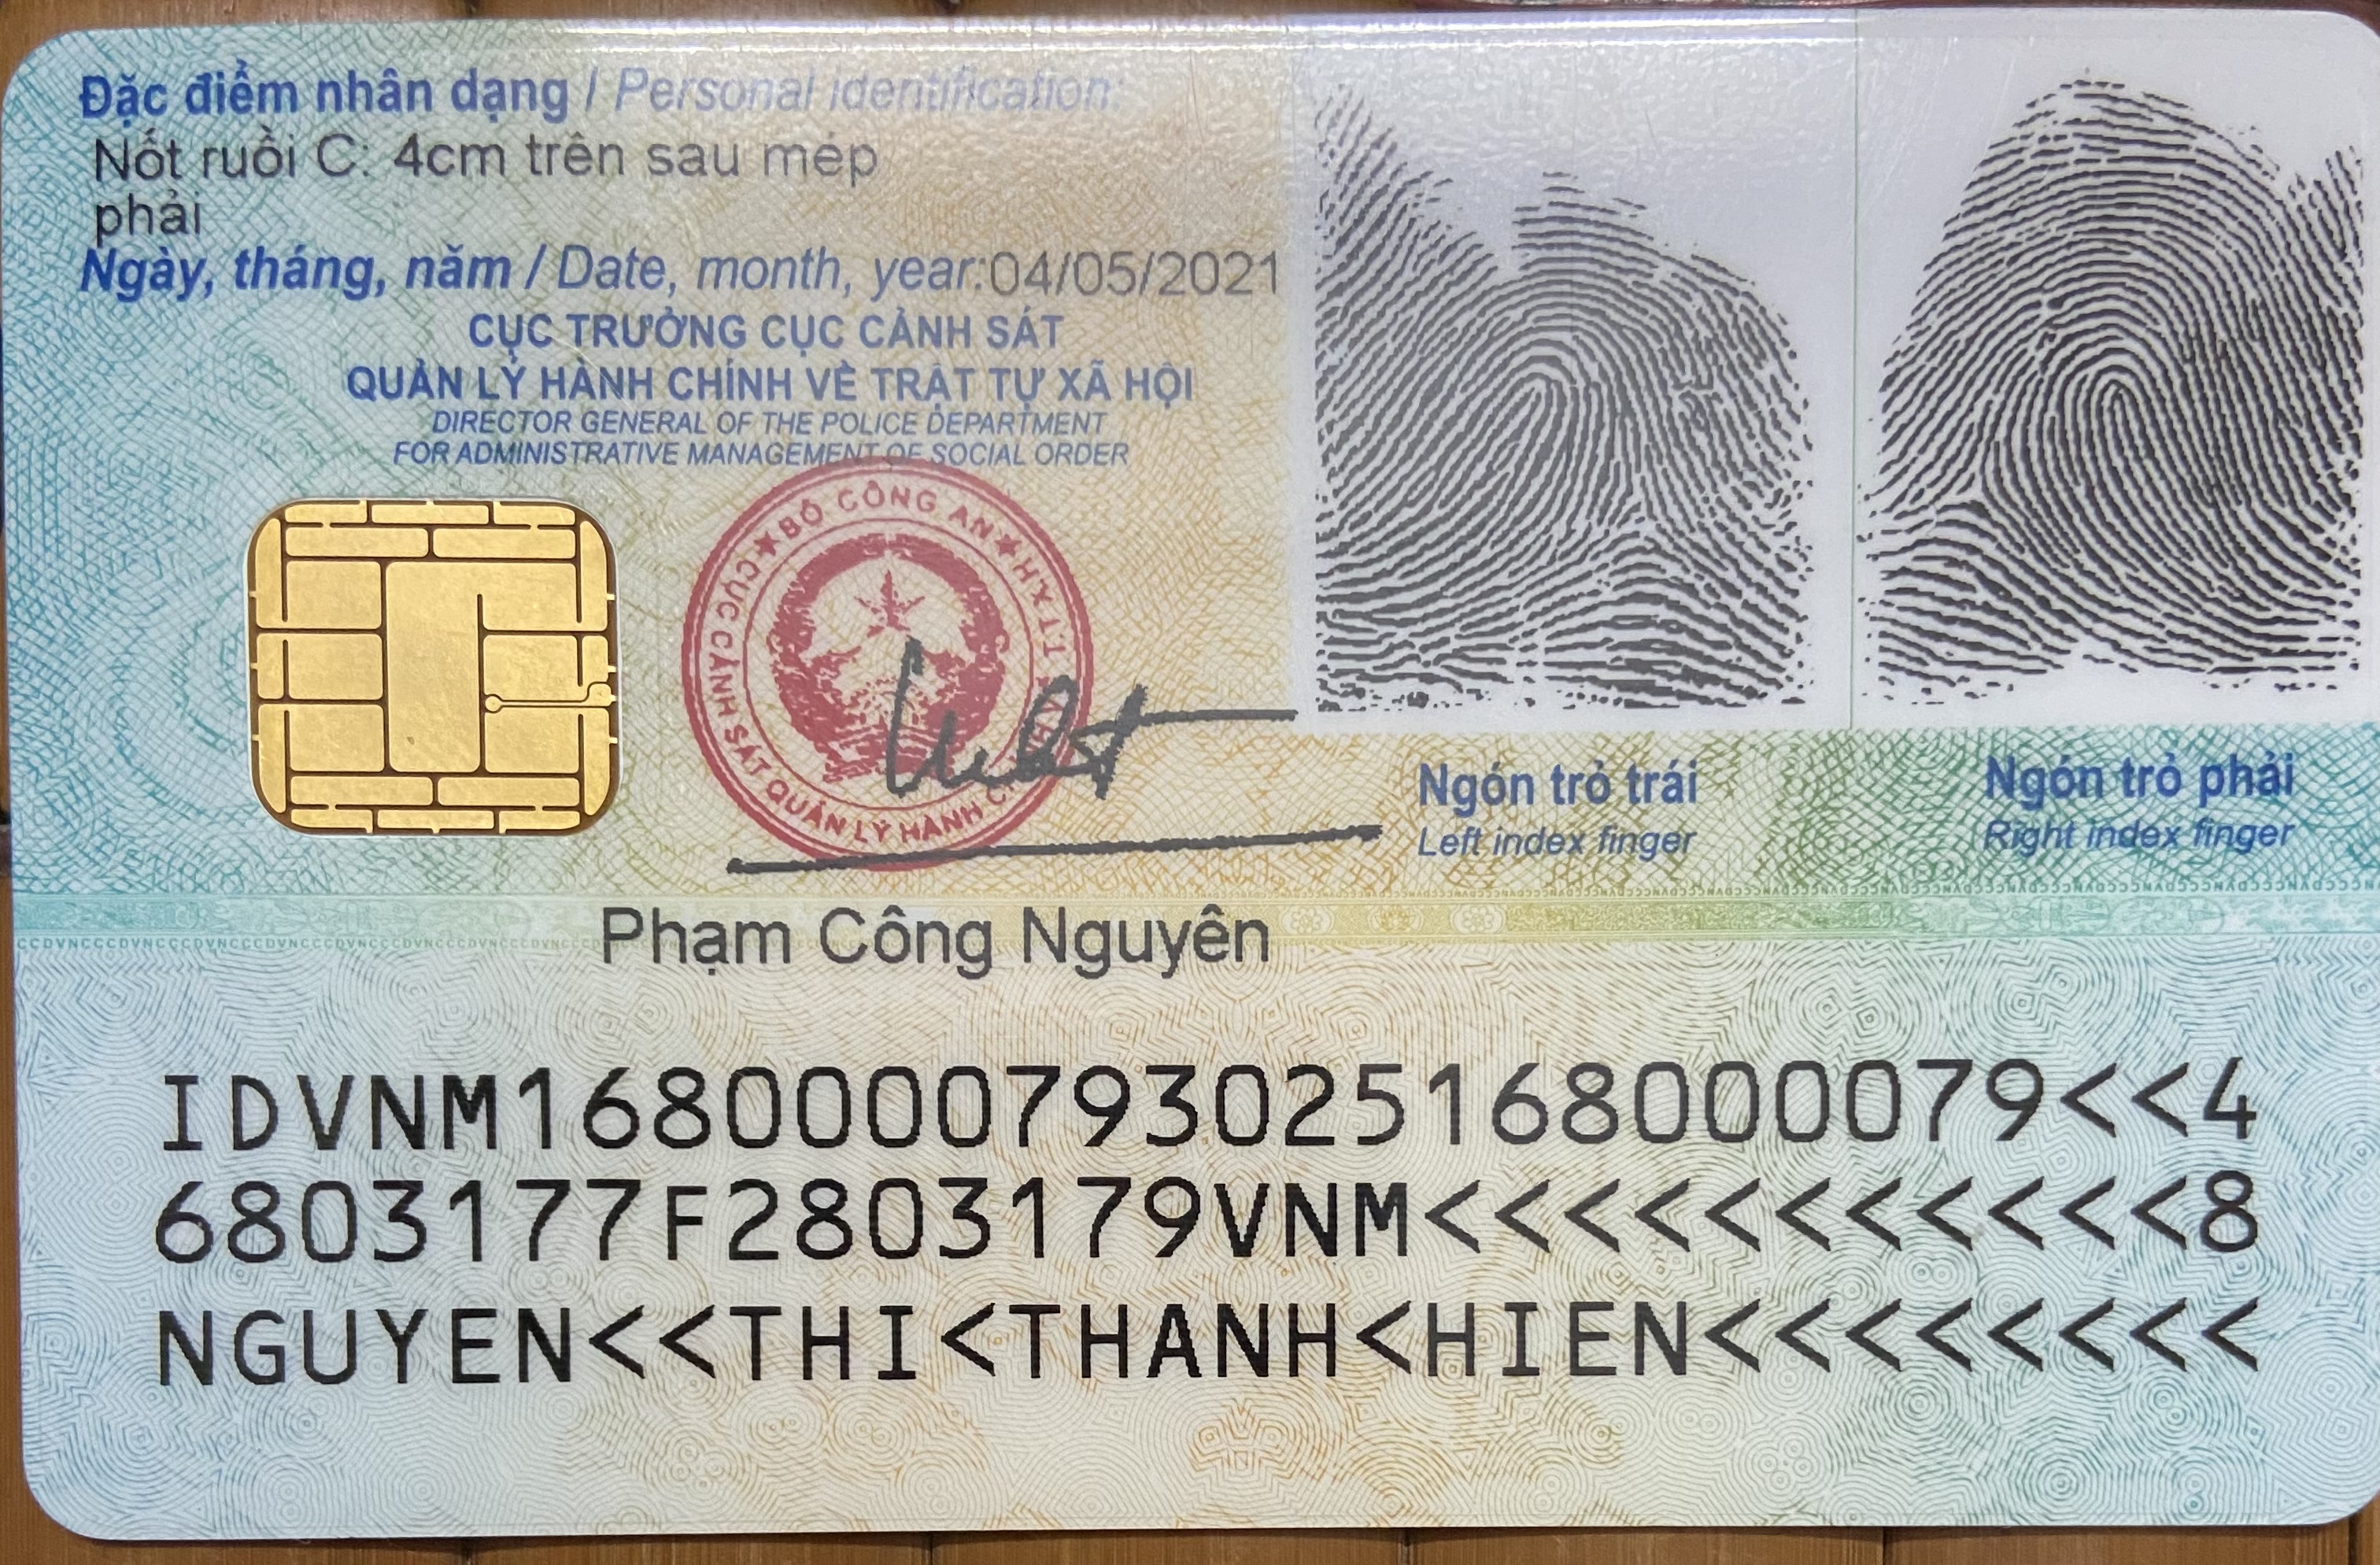 Đặc điểm nhân dạng / Personal identification:
Nốt ruồi C: 4cm trên sau mép
phải
Ngày, tháng, năm / Date, month, year:04/05/2021
CỤC TRƯỞNG CỤC CẢNH SÁT
QUẢN LÝ HÀNH CHÍNH VỀ TRẬT TỰ XÃ HỘI
DIRECTOR GENERAL OF THE POLICE DEPARTMENT
FOR ADMINISTRATIVE MANAGEMENT OF SOCIAL ORDER
BỘ CÔNG AN
CỤC CẢNH SÁT QUẢN LÝ HÀNH
Ngón trỏ trái
Left index finger
Ngón trỏ phải
Right index finger
Phạm Công Nguyên
IDVNM1680000793025168000079<<4
6803177F2803179VNM<<<<<<<<<<<8
NGUYEN<<THI<THANH<HIEN<<<<<<<<